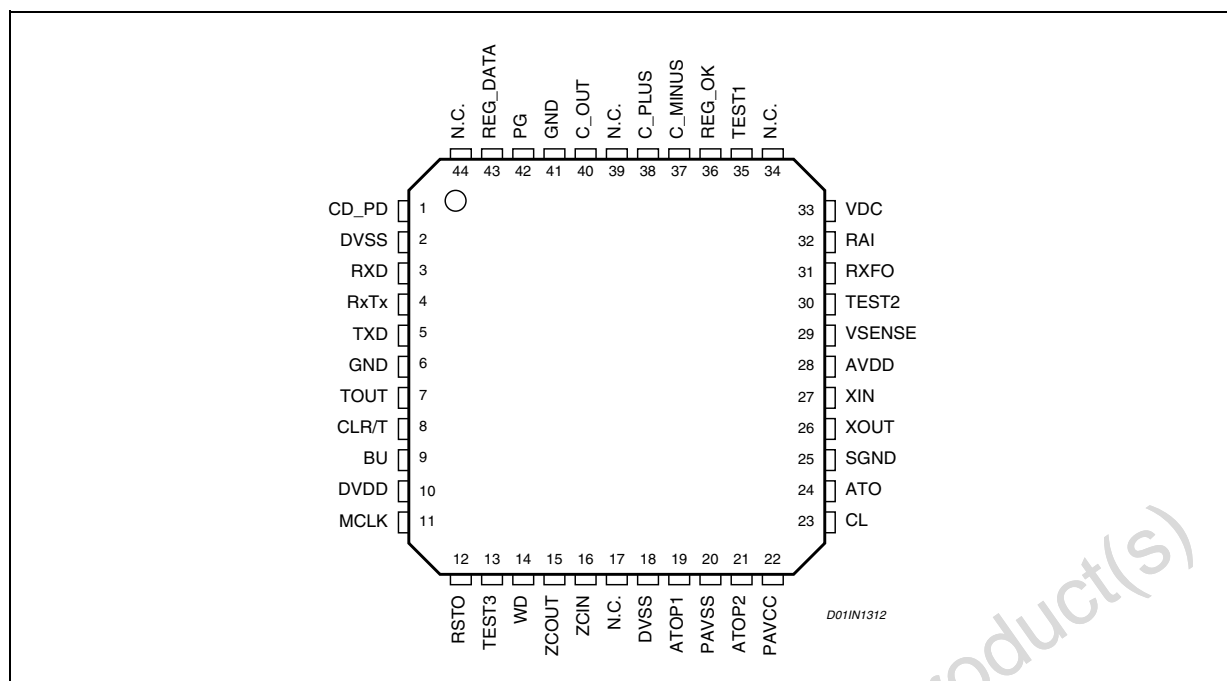 N.C.
REG_DATA
PG
GND
C_OUT
N.C.
C_PLUS
C_MINUS
REG_OK
TEST1
N.C.
44 43 42 41 40 39 38 37 36 35 34
CD_PD 1
DVSS 2
RXD 3
RxTx 4
TXD 5
GND 6
TOUT 7
CLR/T 8
BU 9
DVDD 10
MCLK 11
33 VDC
32 RAI
31 RXFO
30 TEST2
29 VSENSE
28 AVDD
27 XIN
26 XOUT
25 SGND
24 ATO
23 CL
12 13 14 15 16 17 18 19 20 21 22
RSTO
TEST3
WD
ZCOUT
ZCIN
N.C.
DVSS
ATOP1
PAVSS
ATOP2
PAVCC
D01IN1312
roduct(s)